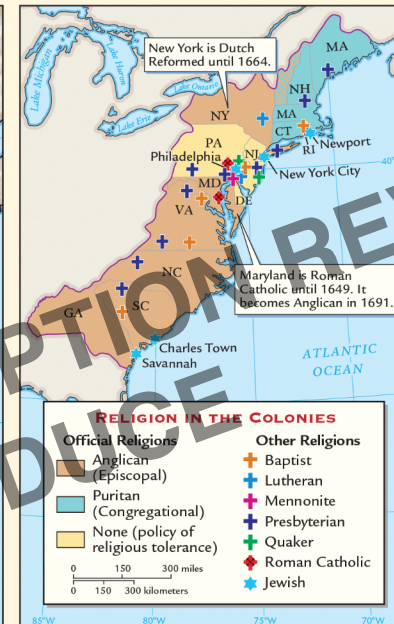 MA
New York is Dutch
Reformed until 1664.
Lake Michigan
Lake Huron
Lake Ontario
Lake Erie
NH
NY
MA
CT
RI
Newport
PA
Philadelphia
NJ
New York City
40°
MD
DE
VA
Maryland is Roman
Catholic until 1649. It
becomes Anglican in 1691.
NC
SC
GA
Charles Town
Savannah
ATLANTIC
OCEAN
PTION REV
DUCE
RELIGION IN THE COLONIES
Official Religions
Anglican
(Episcopal)
Puritan
(Congregational)
None (policy of
religious tolerance)
0 150 300 miles
0 150 300 kilometers
Other Religions
Baptist
Lutheran
Mennonite
Presbyterian
Quaker
Roman Catholic
Jewish
85°W
80°W
75°W
70°W